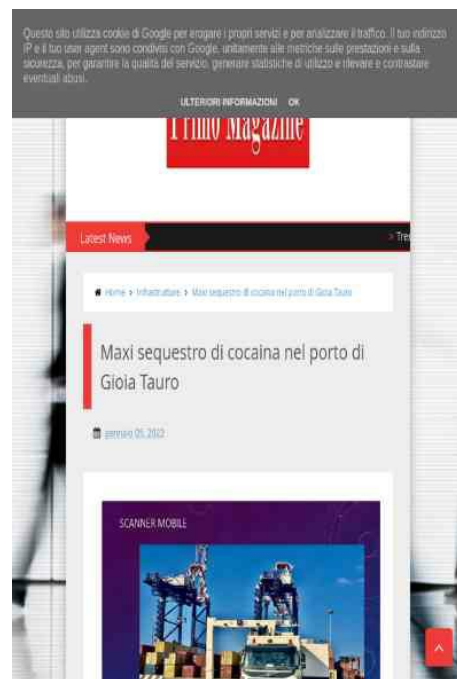 Questo sito utilizza cookie di Google per erogare i propri servizi e per analizzare il traffico. Il tuo indirizzo
IP e il tuo user agent sono condivisi con Google, unitamente alle metriche sulle prestazioni e sulla
sicurezza, per garantire la qualità del servizio, generare statistiche di utilizzo e rilevare e contrastare
eventuali abusi.
ULTERIORI INFORMAZIONI OK
Primo Magazine
Latest News > Tre
Home > Infrastrutture > Maxi sequestro di cocaina nel porto di Gioia Tauro
Maxi sequestro di cocaina nel porto di
Gioia Tauro
gennaio 05, 2022
SCANNER MOBILE